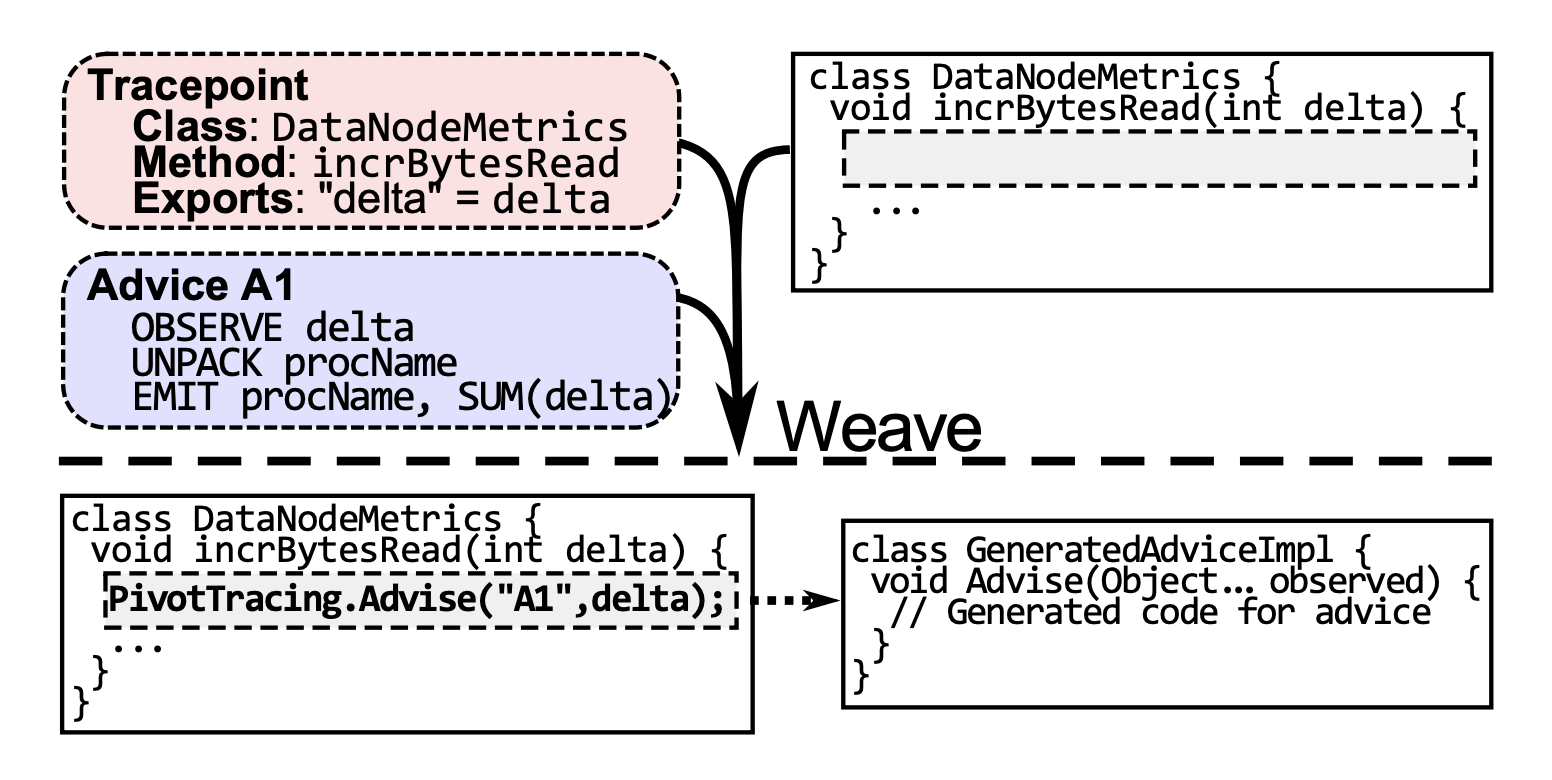 Tracepoint
Class: DataNodeMetrics
Method: incrBytesRead
Exports: "delta" = delta
Advice A1
OBSERVE delta
UNPACK procName
EMIT procName, SUM(delta)
class DataNodeMetrics {
void incrBytesRead(int delta) {
...
}
}
Weave
class DataNodeMetrics {
void incrBytesRead(int delta) {
PivotTracing.Advise("A1",delta);
...
}
}
class GeneratedAdviceImpl {
void Advise(Object... observed) {
// Generated code for advice
}
}